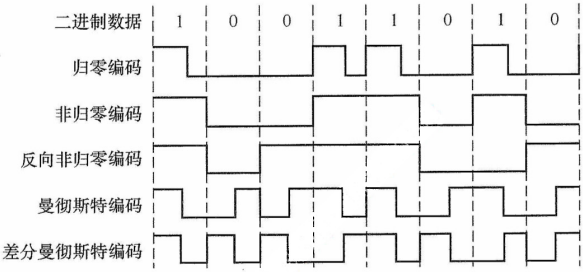 二进制数据 1 0 0 1 1 0 1 0
归零编码
非归零编码
反向非归零编码
曼彻斯特编码
差分曼彻斯特编码